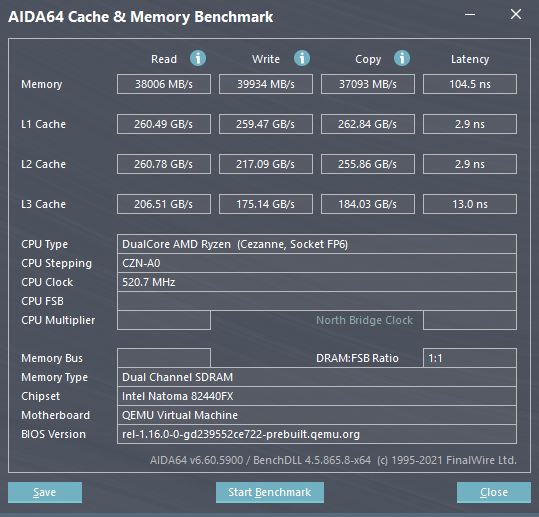 AIDA64 Cache & Memory Benchmark
Read Write Copy Latency
Memory 38006 MB/s 39934 MB/s 37093 MB/s 104.5 ns
L1 Cache 260.49 GB/s 259.47 GB/s 262.84 GB/s 2.9 ns
L2 Cache 260.78 GB/s 217.09 GB/s 255.86 GB/s 2.9 ns
L3 Cache 206.51 GB/s 175.14 GB/s 184.03 GB/s 13.0 ns
CPU Type DualCore AMD Ryzen (Cezanne, Socket FP6)
CPU Stepping CZN-A0
CPU Clock 520.7 MHz
CPU FSB
CPU Multiplier North Bridge Clock
Memory Bus DRAM:FSB Ratio 1:1
Memory Type Dual Channel SDRAM
Chipset Intel Natoma 82440FX
Motherboard QEMU Virtual Machine
BIOS Version rel-1.16.0-0-gd239552ce722-prebuilt.qemu.org
AIDA64 v6.60.5900 / BenchDLL 4.5.865.8-x64 (c) 1995-2021 FinalWire Ltd.
Save Start Benchmark Close